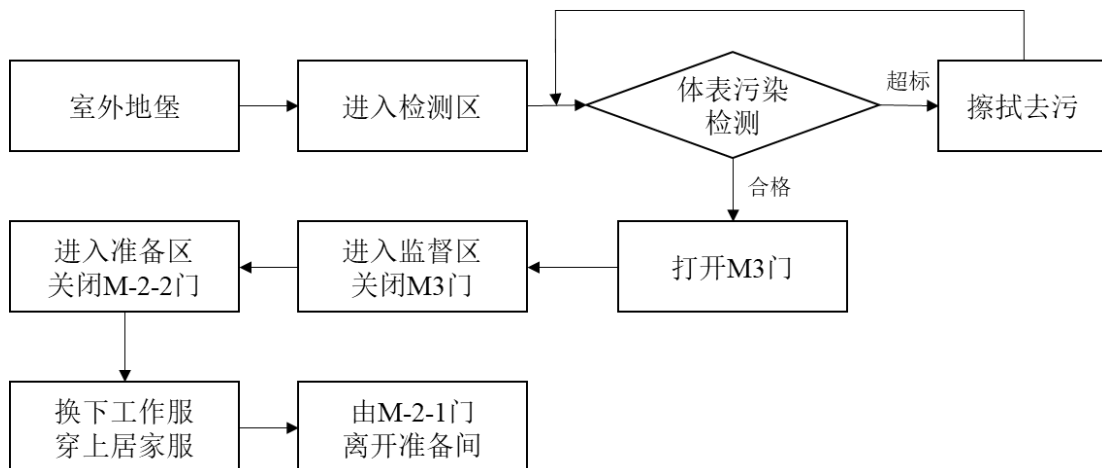 室外地堡
进入检测区
体表污染
检测
超标
擦拭去污
合格
打开M3门
进入监督区
关闭M3门
进入准备区
关闭M-2-2门
换下工作服
穿上居家服
由M-2-1门
离开准备间